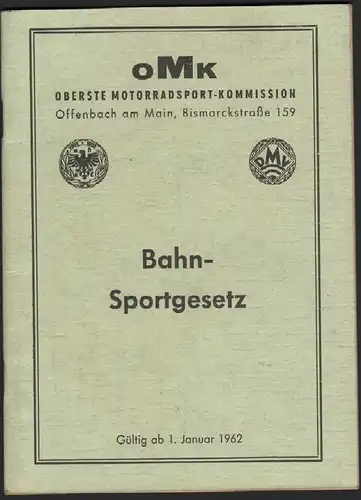 OMK
OBERSTE MOTORRADSPORT-KOMMISSION
Offenbach am Main, Bismarckstraße 159
DMV
Bahn-
Sportgesetz
Gültig ab 1. Januar 1962